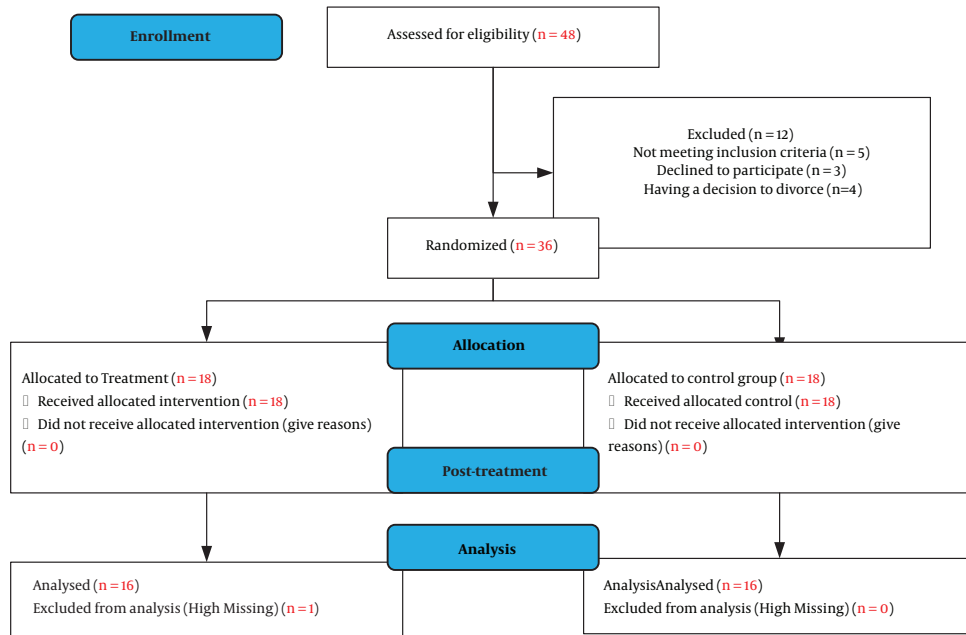 Enrollment
Assessed for eligibility (n = 48)
Excluded (n = 12)
Not meeting inclusion criteria (n = 5)
Declined to participate (n = 3)
Having a decision to divorce (n=4)
Randomized (n = 36)
Allocation
Allocated to Treatment (n = 18)
▯ Received allocated intervention (n = 18)
▯ Did not receive allocated intervention (give reasons)
(n = 0)
Allocated to control group (n = 18)
▯ Received allocated control (n = 18)
▯ Did not receive allocated intervention (give
reasons) (n = 0)
Post-treatment
Analysis
Analysed (n = 16)
Excluded from analysis (High Missing) (n = 1)
AnalysisAnalysed (n = 16)
Excluded from analysis (High Missing) (n = 0)